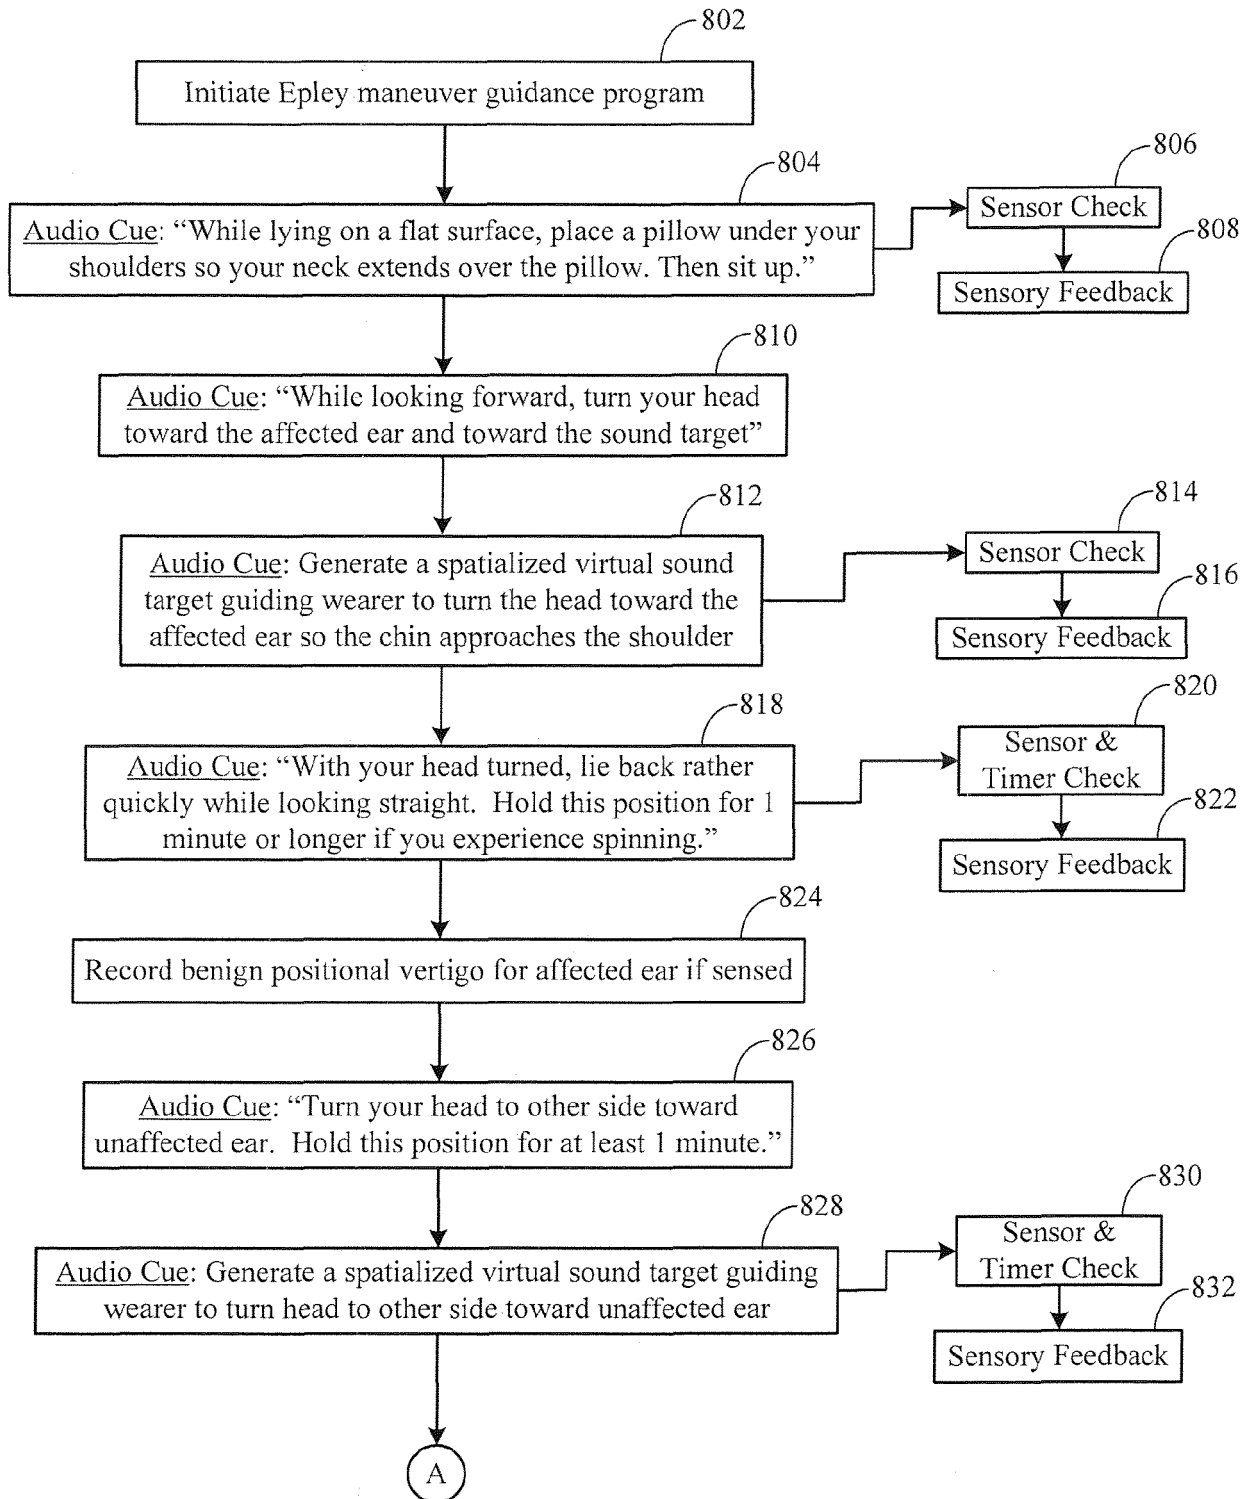 802
Initiate Epley maneuver guidance program
804
Audio Cue: “While lying on a flat surface, place a pillow under your
shoulders so your neck extends over the pillow. Then sit up.”
806
Sensor Check
808
Sensory Feedback
810
Audio Cue: “While looking forward, turn your head
toward the affected ear and toward the sound target”
812
Audio Cue: Generate a spatialized virtual sound
target guiding wearer to turn the head toward the
affected ear so the chin approaches the shoulder
814
Sensor Check
816
Sensory Feedback
818
Audio Cue: “With your head turned, lie back rather
quickly while looking straight.  Hold this position for 1
minute or longer if you experience spinning.”
820
Sensor &
Timer Check
822
Sensory Feedback
824
Record benign positional vertigo for affected ear if sensed
826
Audio Cue: “Turn your head to other side toward
unaffected ear.  Hold this position for at least 1 minute.”
828
Audio Cue: Generate a spatialized virtual sound target guiding
wearer to turn head to other side toward unaffected ear
830
Sensor &
Timer Check
832
Sensory Feedback
A